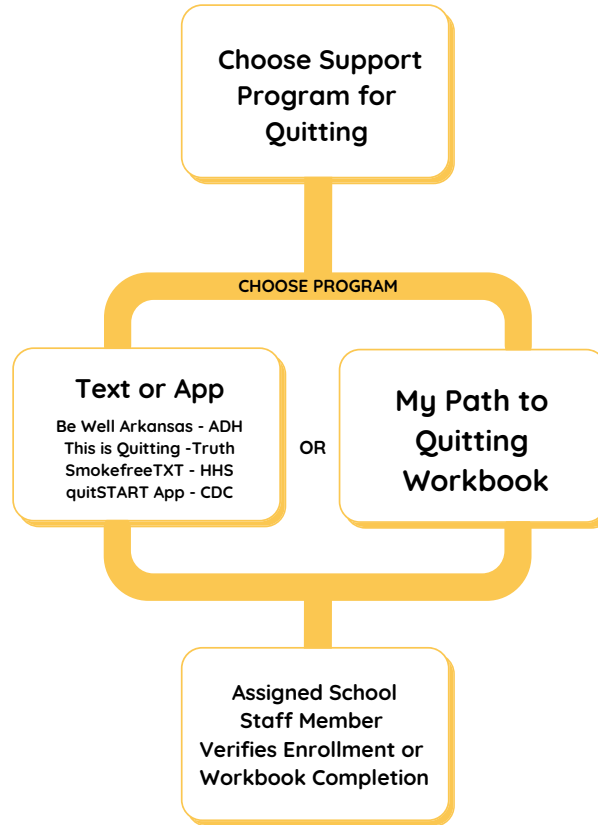 Choose Support
Program for
Quitting
CHOOSE PROGRAM
Text or App
Be Well Arkansas - ADH
This is Quitting -Truth
SmokefreeTXT - HHS
quitSTART App - CDC
OR
My Path to
Quitting
Workbook
Assigned School
Staff Member
Verifies Enrollment or
Workbook Completion